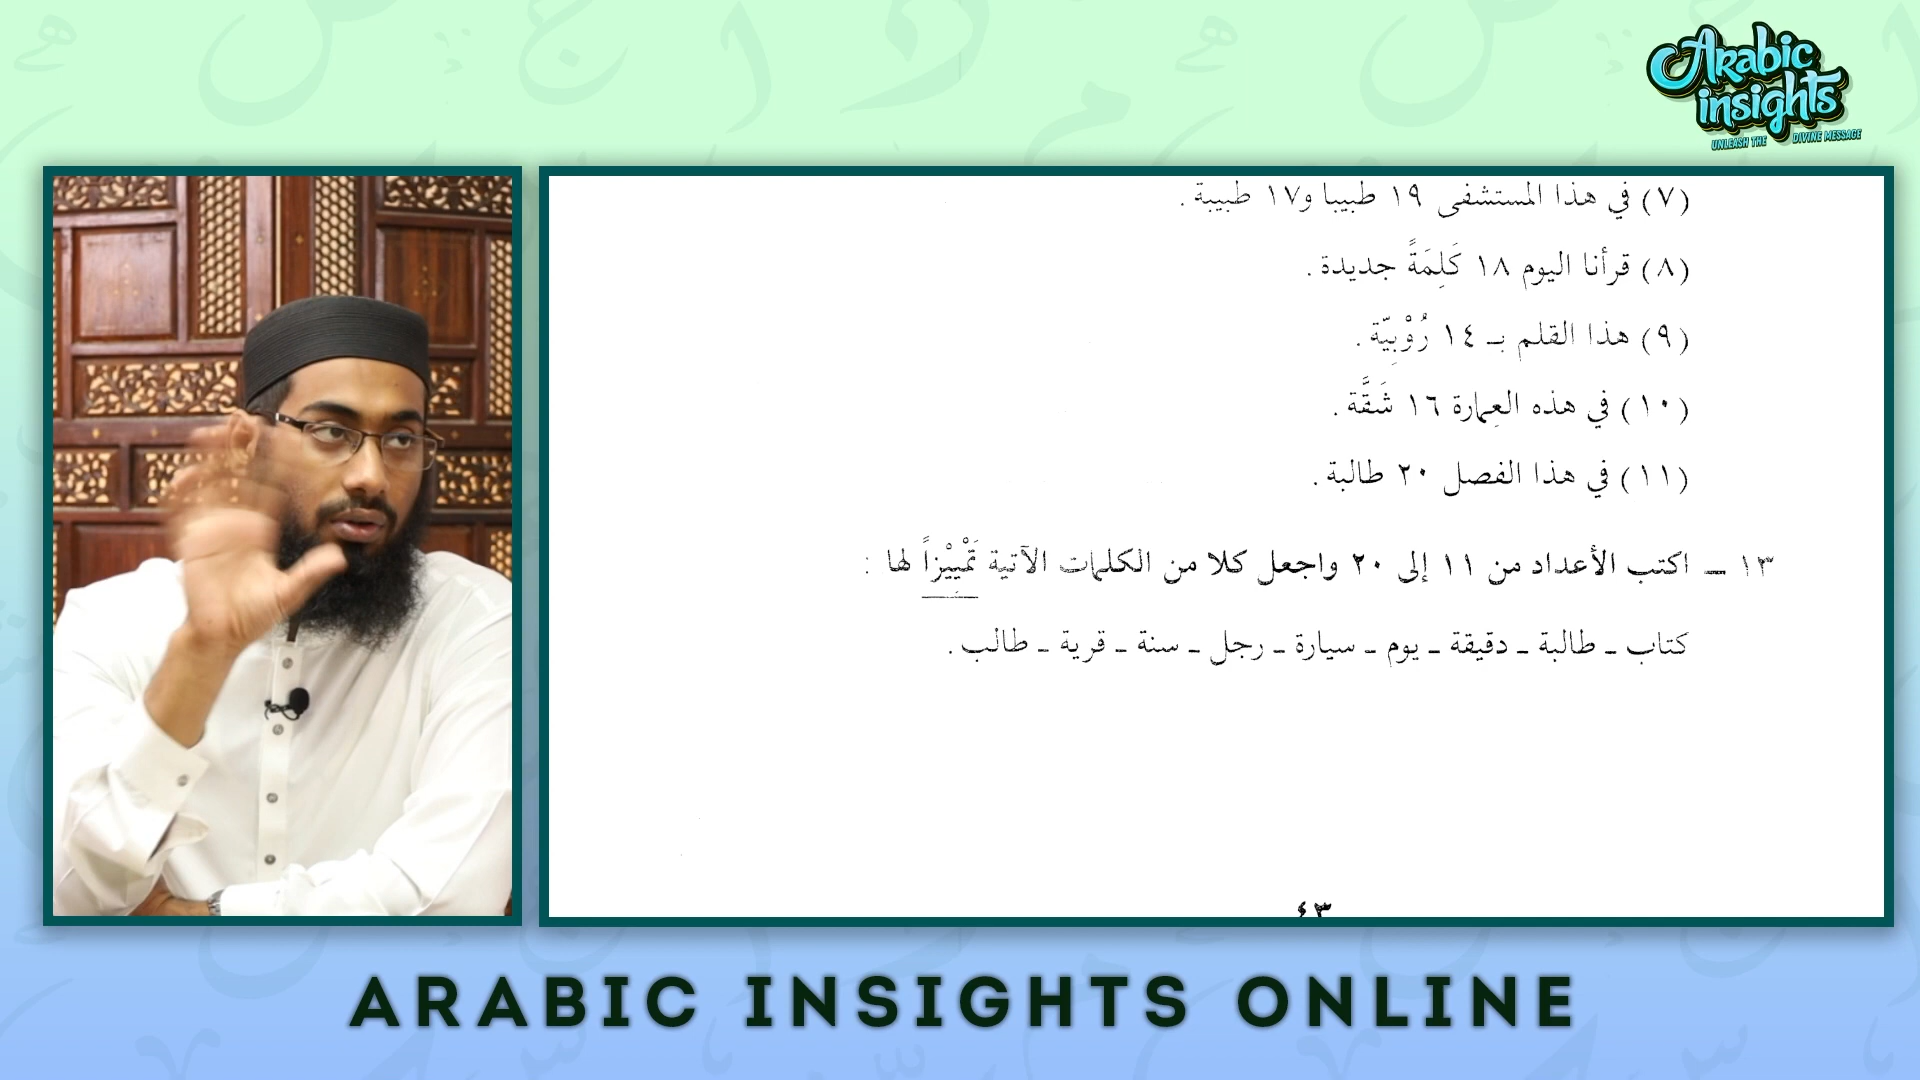 Arabic
insights
UNLEASH THE DIVINE MESSAGE
(٧) في هذا المستشفى ١٩ طبيبا و١٧ طبيبة .
(٨) قرأنا اليوم ١٨ كَلِمَةً جديدة .
(٩) هذا القلم بـ ١٤ رُوْبِيّة .
(١٠) في هذه العِمارة ١٦ شَقَّة .
(١١) في هذا الفصل ٢٠ طالبة .
١٣ ـ اكتب الأعداد من ١١ إلى ٢٠ واجعل كلا من الكلمات الآتية تَمْيِيْزاً لها :
كتاب ـ طالبة ـ دقيقة ـ يوم ـ سيارة ـ رجل ـ سنة ـ قرية ـ طالب .
٤٣
ARABIC INSIGHTS ONLINE